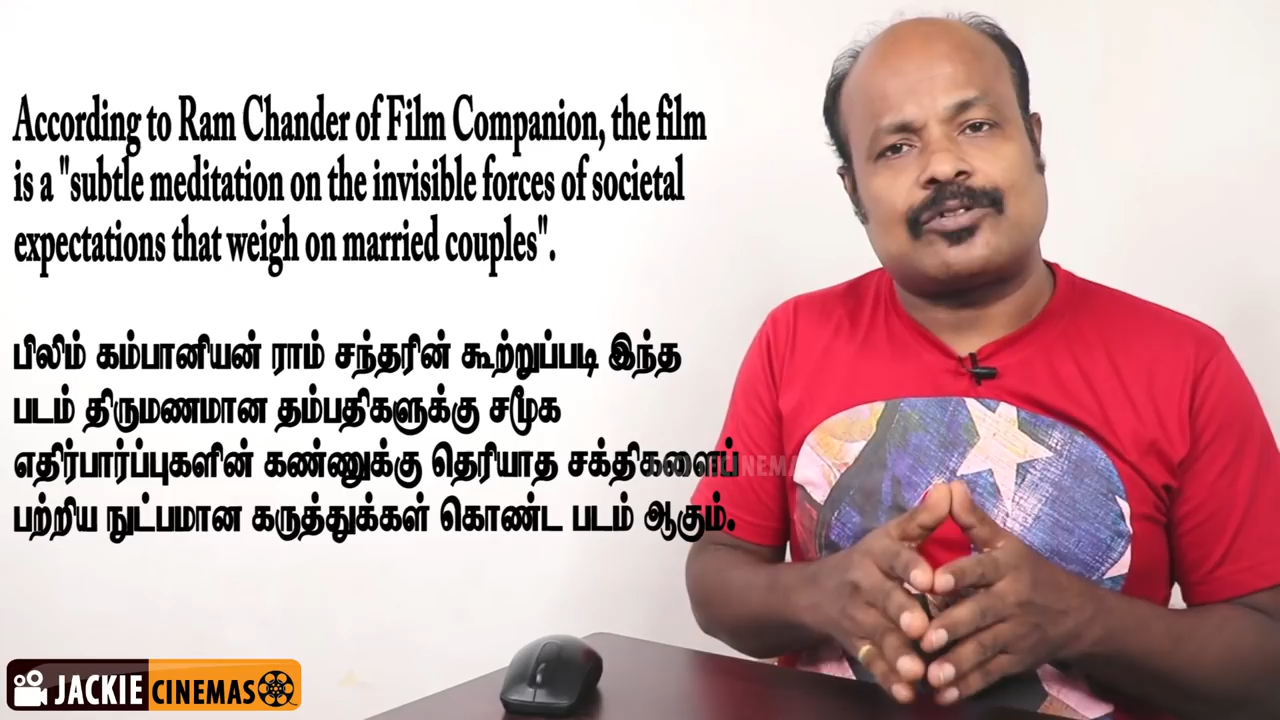 According to Ram Chander of Film Companion, the film
is a "subtle meditation on the invisible forces of societal
expectations that weigh on married couples".
பிலிம் கம்பானியன் ராம் சந்தரின் கூற்றுப்படி இந்த
படம் திருமணமான தம்பதிகளுக்கு சமூக
எதிர்பார்ப்புகளின் கண்ணுக்கு தெரியாத சக்திகளைப்
பற்றிய நுட்பமான கருத்துக்கள் கொண்ட படம் ஆகும்.
JACKIE CINEMAS